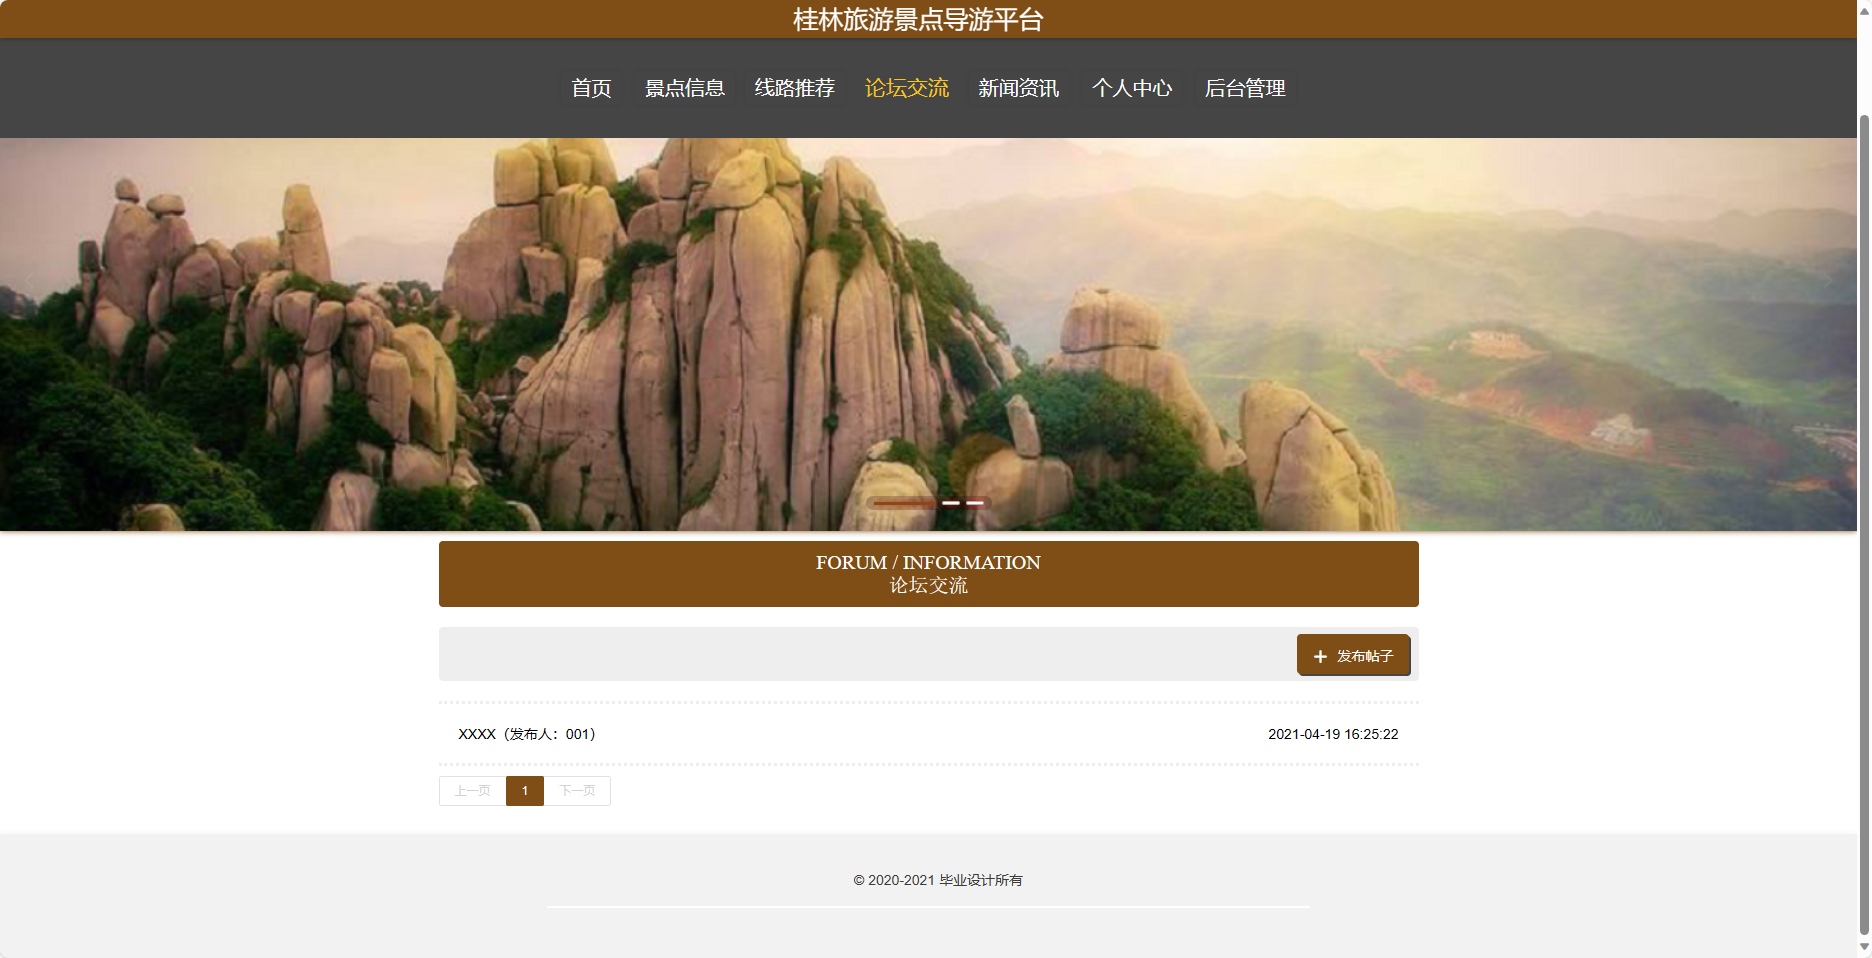 桂林旅游景点导游平台
首页 景点信息 线路推荐 论坛交流 新闻资讯 个人中心 后台管理
FORUM / INFORMATION
论坛交流
+ 发布帖子
XXXX（发布人：001） 2021-04-19 16:25:22
上一页 1 下一页
© 2020-2021 毕业设计所有